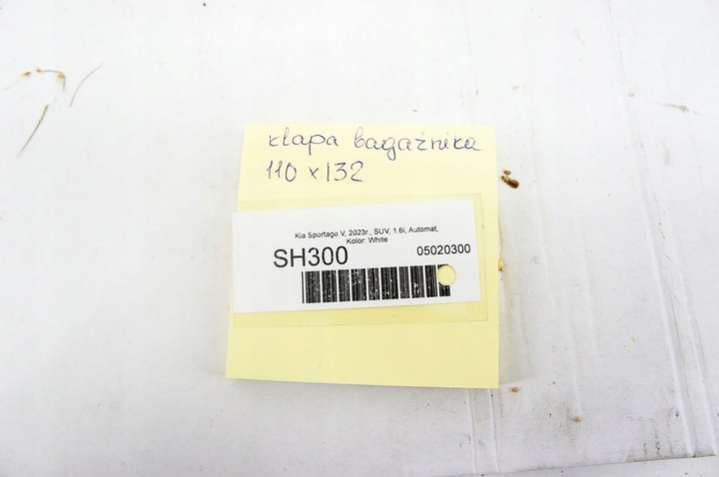 klapa bagażnika
110 x 132
Kia Sportage V, 2023r., SUV, 1.6i, Automat,
Kolor: White
SH300
05020300